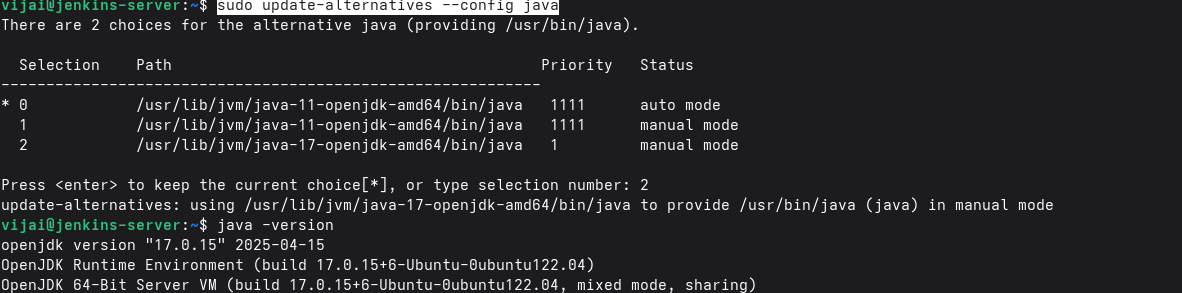 vijai@jenkins-server:~$ sudo update-alternatives --config java
There are 2 choices for the alternative java (providing /usr/bin/java).
  Selection    Path                                         Priority   Status
------------------------------------------------------------
* 0            /usr/lib/jvm/java-11-openjdk-amd64/bin/java   1111      auto mode
  1            /usr/lib/jvm/java-11-openjdk-amd64/bin/java   1111      manual mode
  2            /usr/lib/jvm/java-17-openjdk-amd64/bin/java   1         manual mode
Press <enter> to keep the current choice[*], or type selection number: 2
update-alternatives: using /usr/lib/jvm/java-17-openjdk-amd64/bin/java to provide /usr/bin/java (java) in manual mode
vijai@jenkins-server:~$ java -version
openjdk version "17.0.15" 2025-04-15
OpenJDK Runtime Environment (build 17.0.15+6-Ubuntu-0ubuntu122.04)
OpenJDK 64-Bit Server VM (build 17.0.15+6-Ubuntu-0ubuntu122.04, mixed mode, sharing)